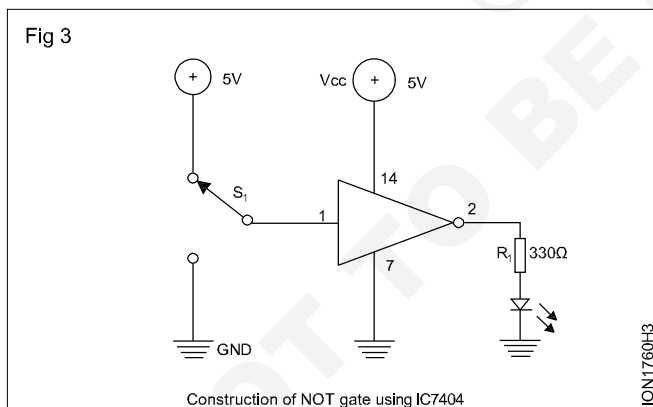 Fig 3
+ 5V
Vcc + 5V
S1
1
14
2
7
R1 330Ω
GND
Construction of NOT gate using IC7404